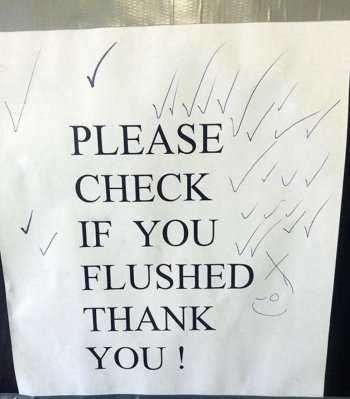 PLEASE
CHECK
IF YOU
FLUSHED
THANK
YOU !